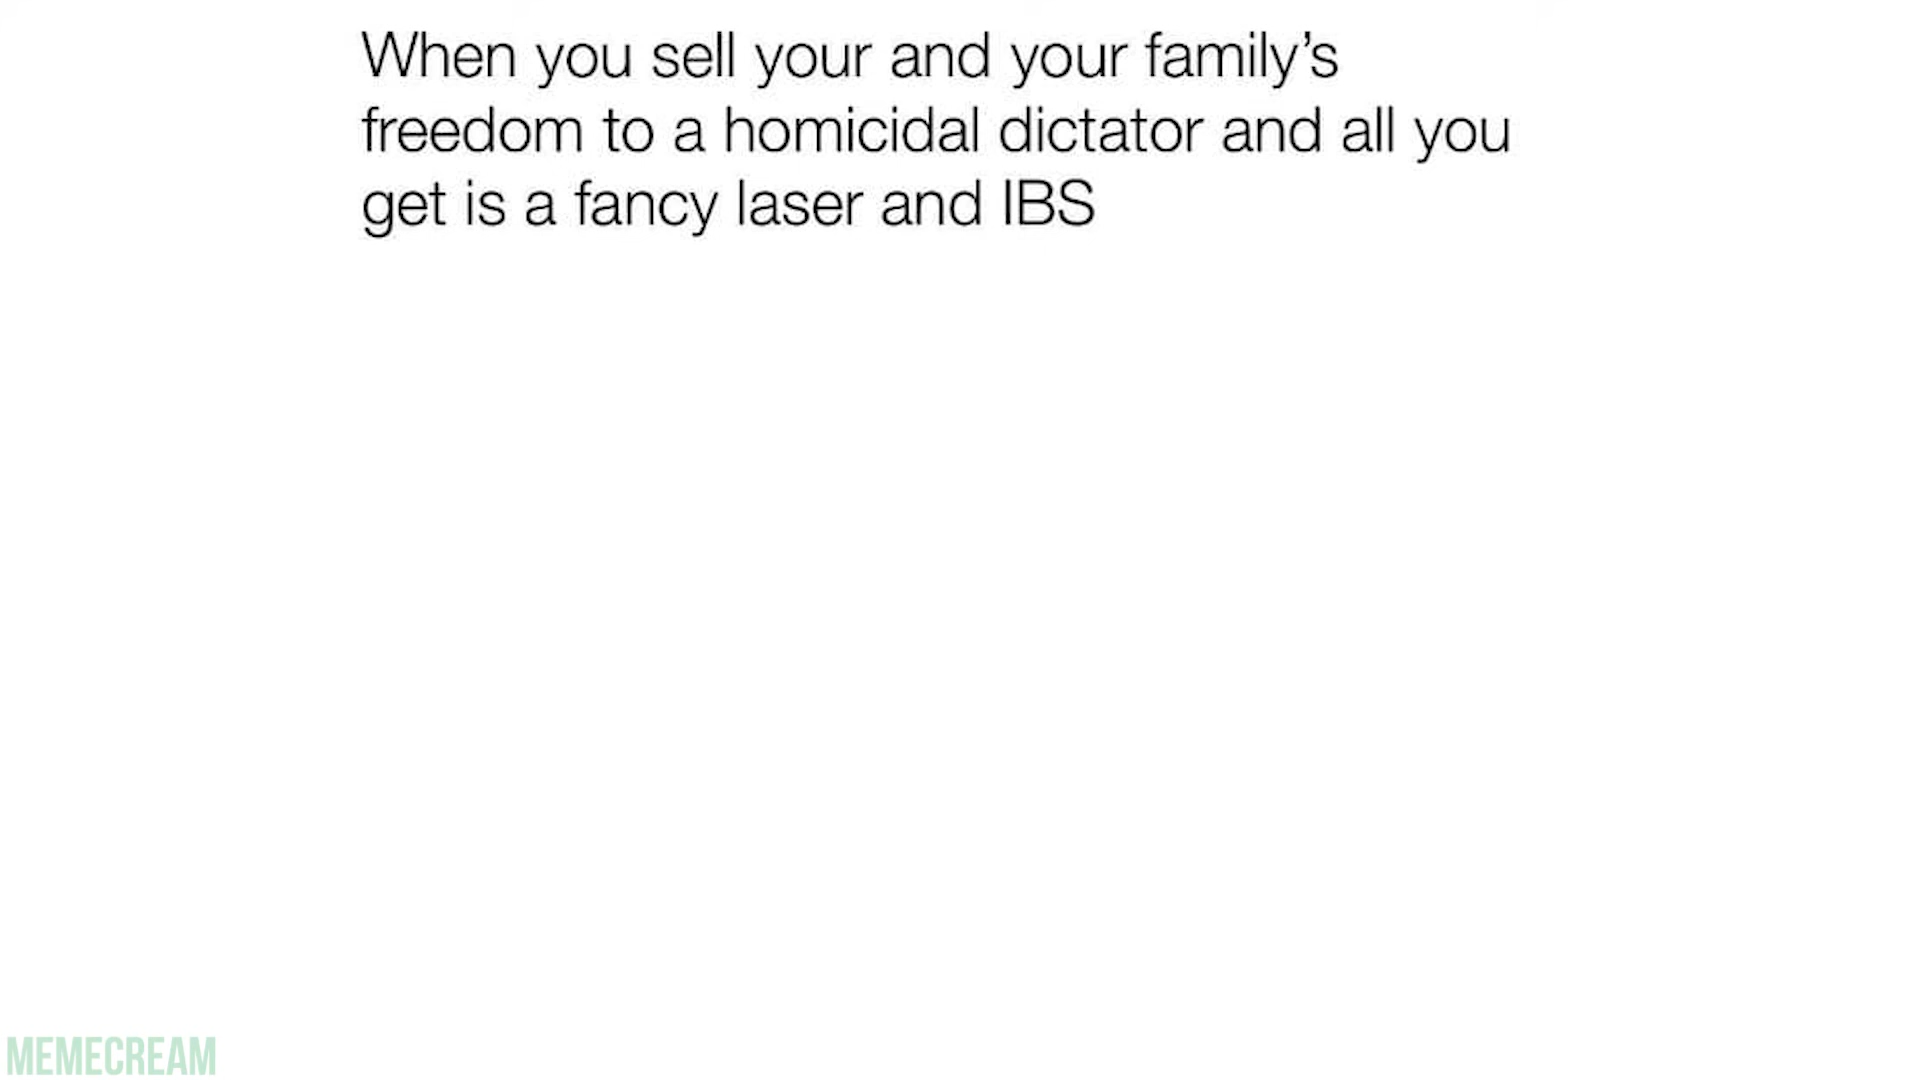 When you sell your and your family’s
freedom to a homicidal dictator and all you
get is a fancy laser and IBS
MEMECREAM